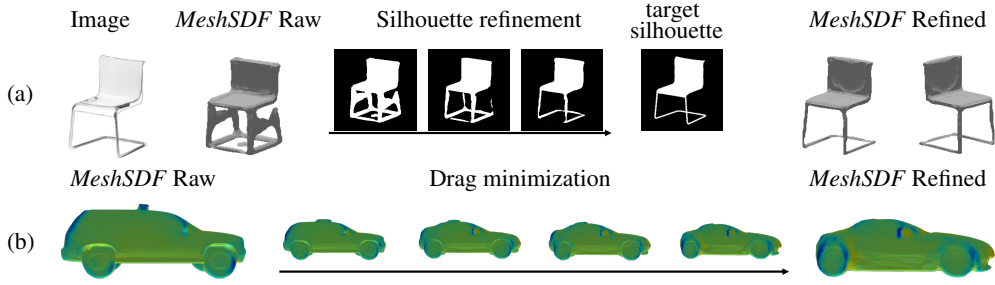 Image
MeshSDF Raw
Silhouette refinement
target
silhouette
MeshSDF Refined
(a)
MeshSDF Raw
Drag minimization
MeshSDF Refined
(b)